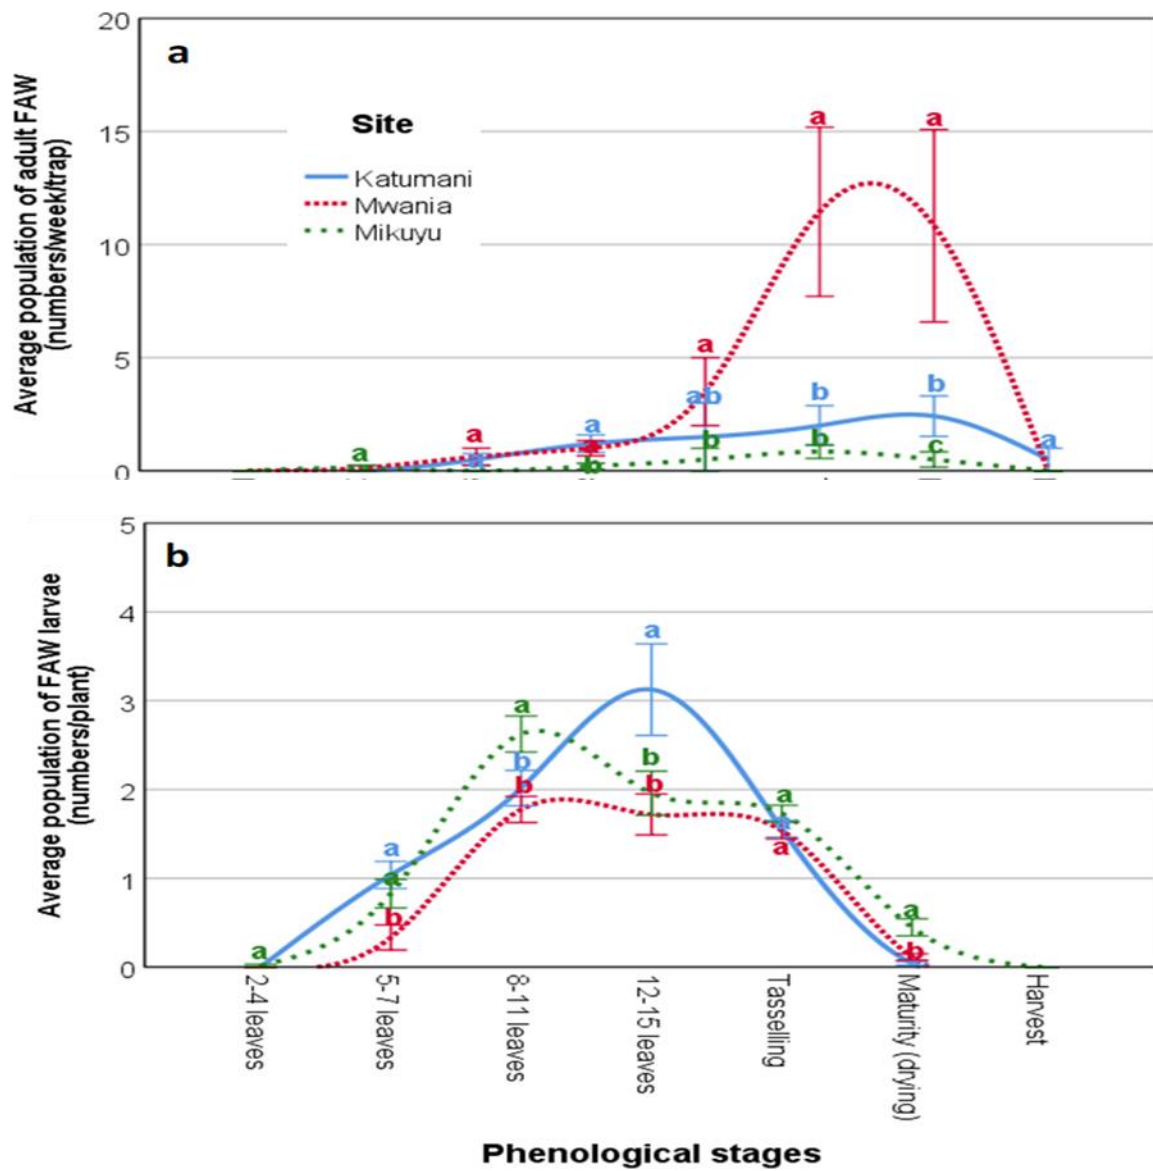 20
a
Average population of adult FAW
(numbers/week/trap)
Site
Katumani
Mwania
Mikuyu
15
10
5
0
a
a
a
a
a
b
a
ab
b
a
b
b
a
b
c
a
5
b
Average population of FAW larvae
(numbers/plant)
4
3
2
1
0
a
a
a
b
a
b
b
a
b
b
a
a
a
a
b
2-4 leaves
5-7 leaves
8-11 leaves
12-15 leaves
Tasselling
Maturity (drying)
Harvest
Phenological stages